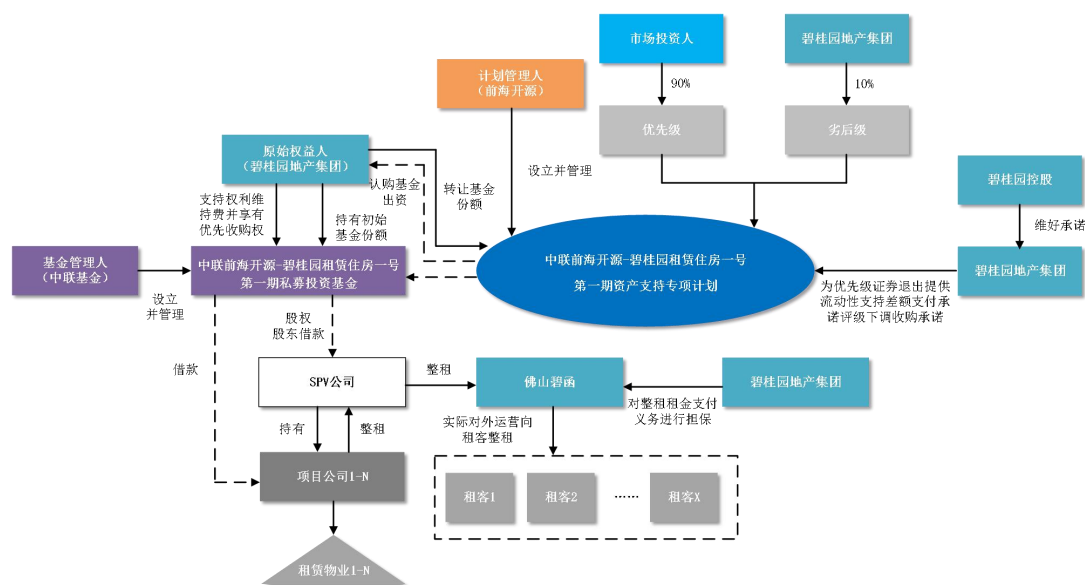 市场投资人
碧桂园地产集团
计划管理人
（前海开源）
90%
10%
优先级
劣后级
原始权益人
（碧桂园地产集团）
设立并管理
认购基金
出资
转让基金
份额
碧桂园控股
支持权利维
持费并享有
优先收购权
持有初始
基金份额
维好承诺
基金管理人
（中联基金）
中联前海开源-碧桂园租赁住房一号
第一期私募投资基金
中联前海开源-碧桂园租赁住房一号
第一期资产支持专项计划
碧桂园地产集团
设立
并管理
为优先级证券退出提供
流动性支持差额支付承
诺评级下调收购承诺
股权
股东借款
借款
SPV公司
整租
佛山碧函
碧桂园地产集团
对整租租金支付
义务进行担保
持有
整租
实际对外运营向
租客整租
项目公司1-N
租客1
租客2
……
租客X
租赁物业1-N